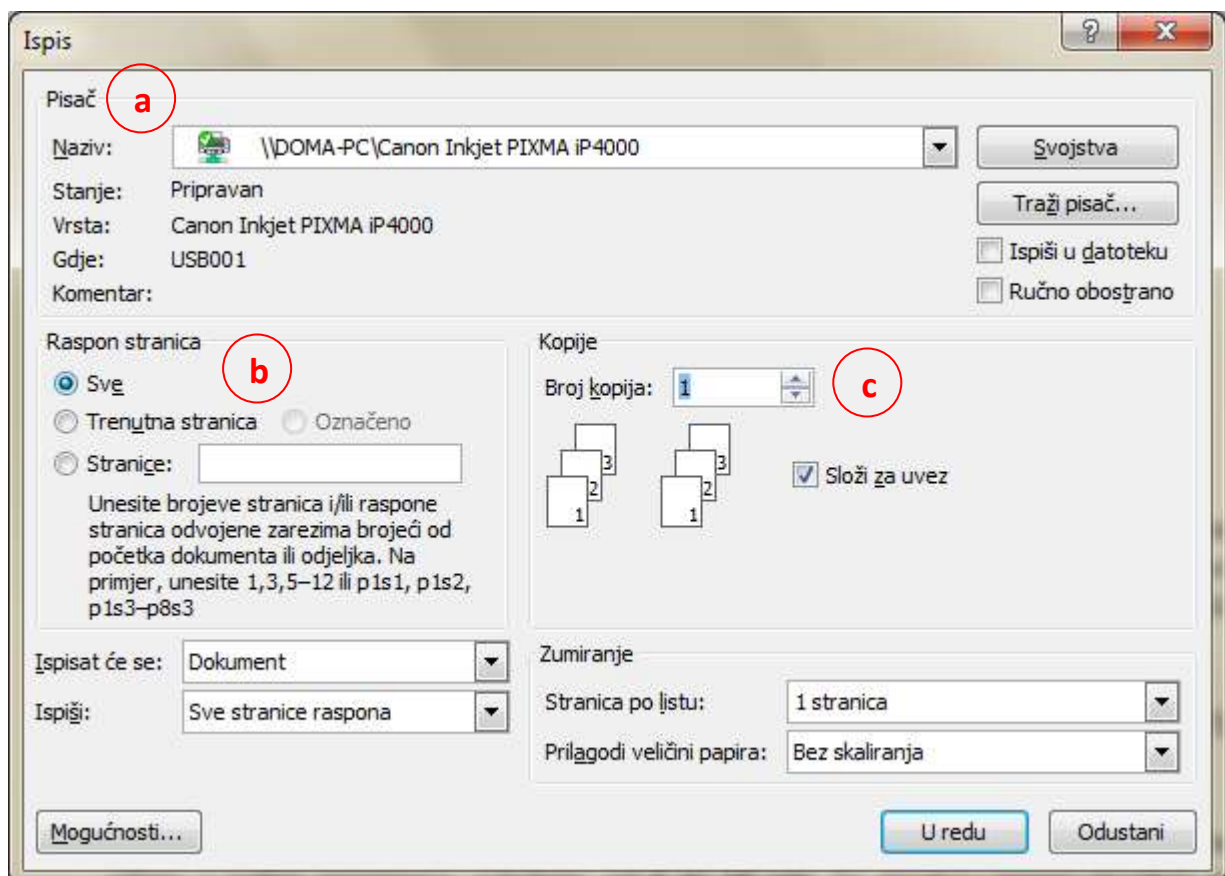 Ispis
Pisač a
Naziv: \\DOMA-PC\Canon Inkjet PIXMA iP4000 Svojstva
Stanje: Pripravan Traži pisač...
Vrsta: Canon Inkjet PIXMA iP4000
Gdje: USB001 Ispiši u datoteku
Komentar: Ručno obostrano
Raspon stranica b
Sve
Trenutna stranica Označeno
Stranice:
Unesite brojeve stranica i/ili raspone
stranica odvojene zarezima brojeći od
početka dokumenta ili odjeljka. Na
primjer, unesite 1,3,5–12 ili p1s1, p1s2,
p1s3–p8s3
Kopije
Broj kopija: 1 c
3 3
2 2 Složi za uvez
1 1
Ispisat će se: Dokument
Ispiši: Sve stranice raspona
Zumiranje
Stranica po listu: 1 stranica
Prilagodi veličini papira: Bez skaliranja
Mogućnosti... U redu Odustani